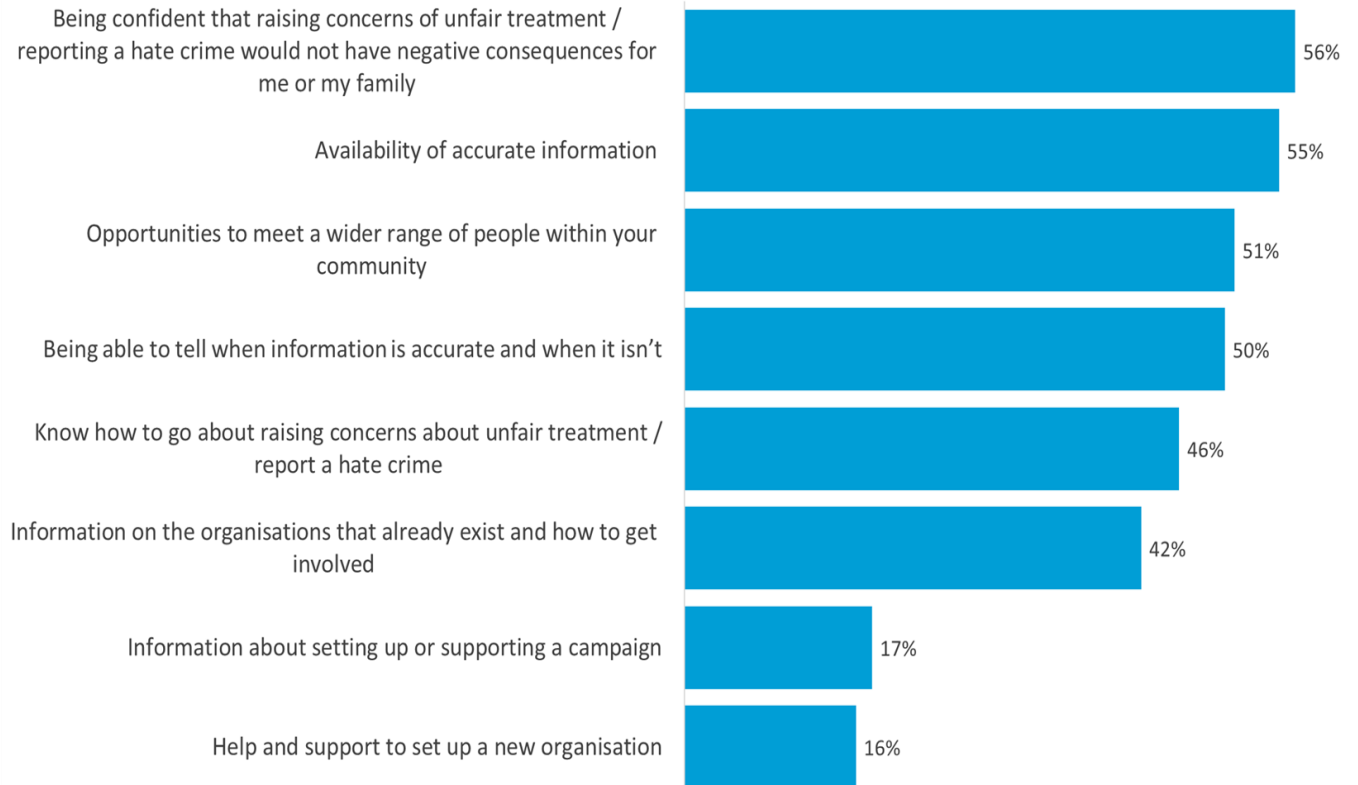 Being confident that raising concerns of unfair treatment /
reporting a hate crime would not have negative consequences for
me or my family
56%
Availability of accurate information
55%
Opportunities to meet a wider range of people within your
community
51%
Being able to tell when information is accurate and when it isn’t
50%
Know how to go about raising concerns about unfair treatment /
report a hate crime
46%
Information on the organisations that already exist and how to get
involved
42%
Information about setting up or supporting a campaign
17%
Help and support to set up a new organisation
16%